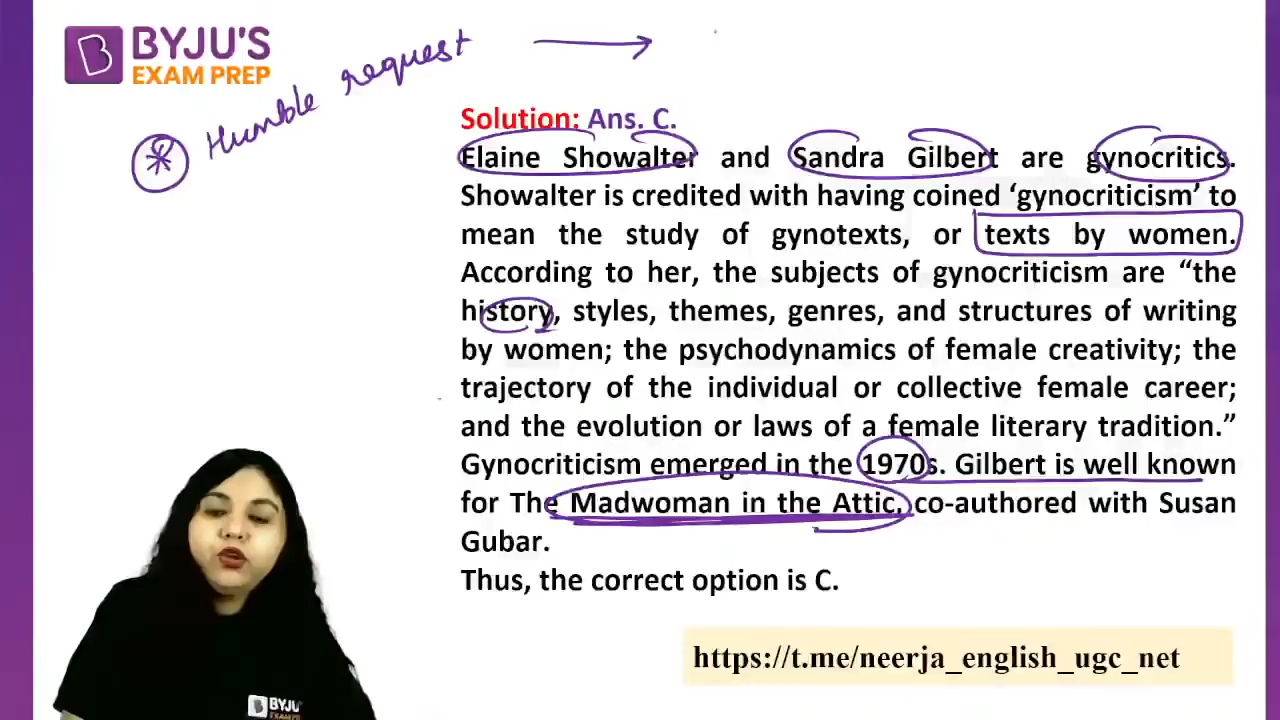 BYJU'S
EXAM PREP
Humble request
Solution: Ans. C.
Elaine Showalter and Sandra Gilbert are gynocritics.
Showalter is credited with having coined ‘gynocriticism’ to
mean the study of gynotexts, or texts by women.
According to her, the subjects of gynocriticism are “the
history, styles, themes, genres, and structures of writing
by women; the psychodynamics of female creativity; the
trajectory of the individual or collective female career;
and the evolution or laws of a female literary tradition.”
Gynocriticism emerged in the 1970s. Gilbert is well known
for The Madwoman in the Attic, co-authored with Susan
Gubar.
Thus, the correct option is C.
https://t.me/neerja_english_ugc_net
BYJU'S
EXAM PREP